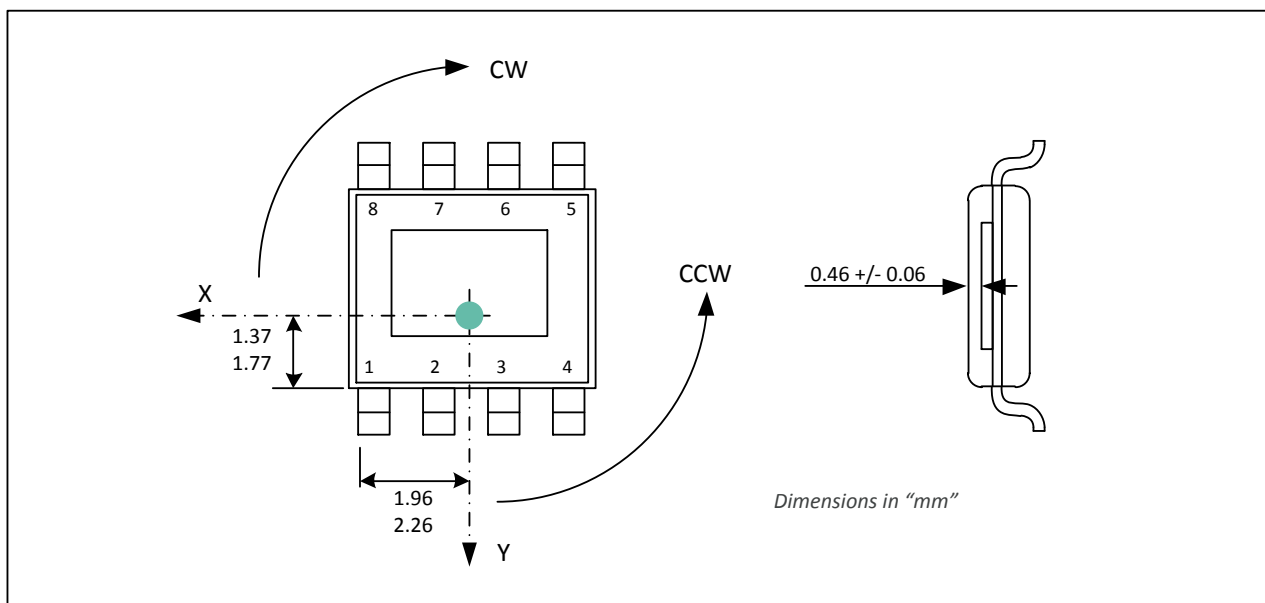 CW
8 7 6 5
CCW
0.46 +/- 0.06
X
1.37
1.77
1 2 3 4
1.96
2.26
Dimensions in “mm”
Y